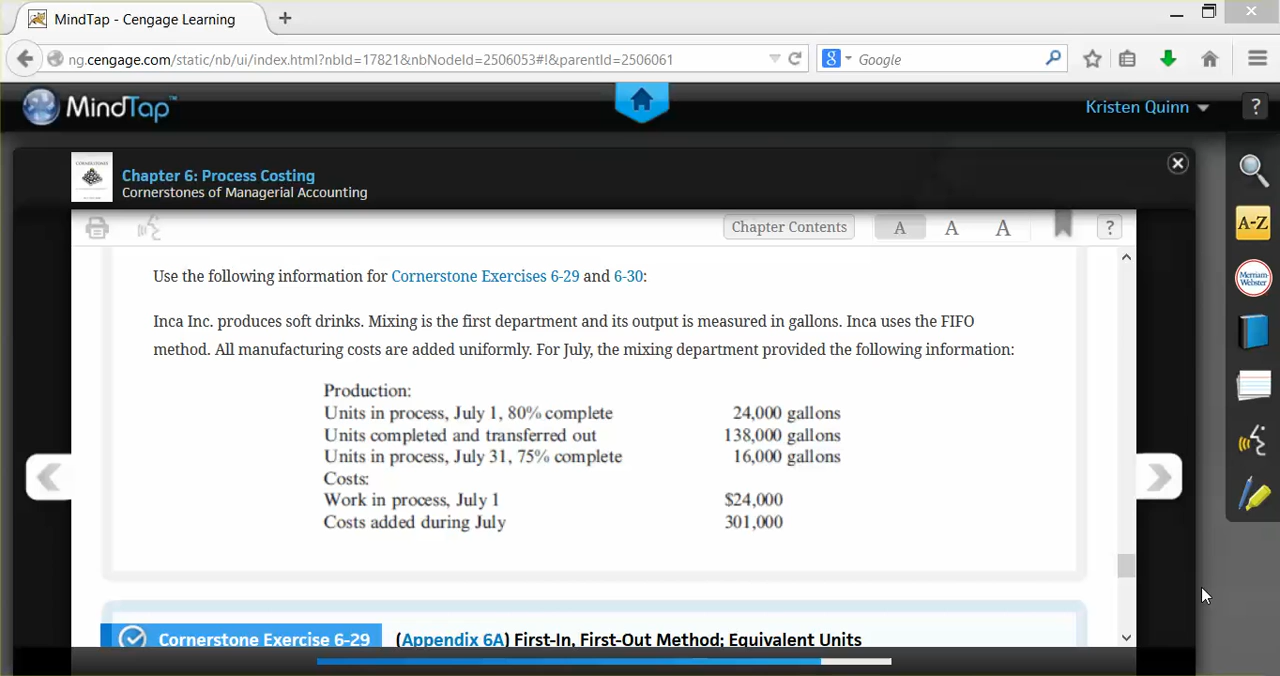 MindTap - Cengage Learning
ng.cengage.com/static/nb/ui/index.html?nbId=17821&nbNodeId=2506053#!&parentId=2506061
Google
MindTap™
Kristen Quinn
?
Chapter 6: Process Costing
Cornerstones of Managerial Accounting
Chapter Contents
A A A
?
A-Z
Merriam-
Webster
Use the following information for Cornerstone Exercises 6-29 and 6-30:
Inca Inc. produces soft drinks. Mixing is the first department and its output is measured in gallons. Inca uses the FIFO
method. All manufacturing costs are added uniformly. For July, the mixing department provided the following information:
Production:
Units in process, July 1, 80% complete 24,000 gallons
Units completed and transferred out 138,000 gallons
Units in process, July 31, 75% complete 16,000 gallons
Costs:
Work in process, July 1 $24,000
Costs added during July 301,000
Cornerstone Exercise 6-29 (Appendix 6A) First-In, First-Out Method; Equivalent Units